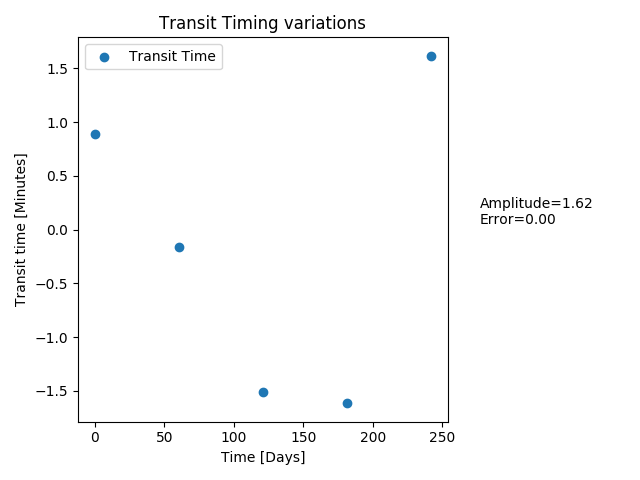 Transit Timing variations
Transit Time
1.5
1.0
0.5
0.0
−0.5
−1.0
−1.5
Transit time [Minutes]
0
50
100
150
200
250
Time [Days]
Amplitude=1.62
Error=0.00